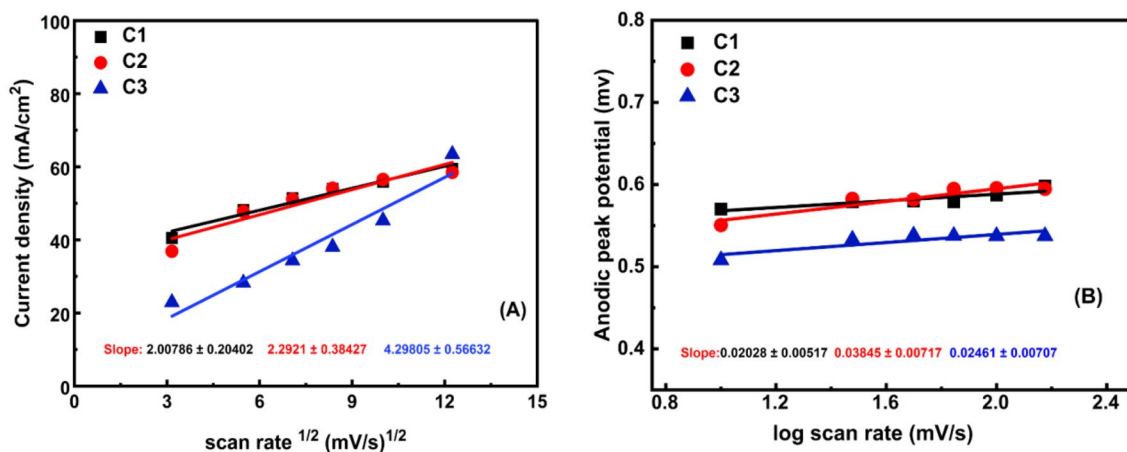 100
80
60
40
20
0
Current density (mA/cm²)
C1
C2
C3
(A)
Slope: 2.00786 ± 0.20402 2.2921 ± 0.38427 4.29805 ± 0.56632
0 3 6 9 12 15
scan rate ^1/2 (mV/s)^1/2
0.8
0.7
0.6
0.5
0.4
Anodic peak potential (mv)
C1
C2
C3
(B)
Slope:0.02028 ± 0.00517 0.03845 ± 0.00717 0.02461 ± 0.00707
0.8 1.2 1.6 2.0 2.4
log scan rate (mV/s)